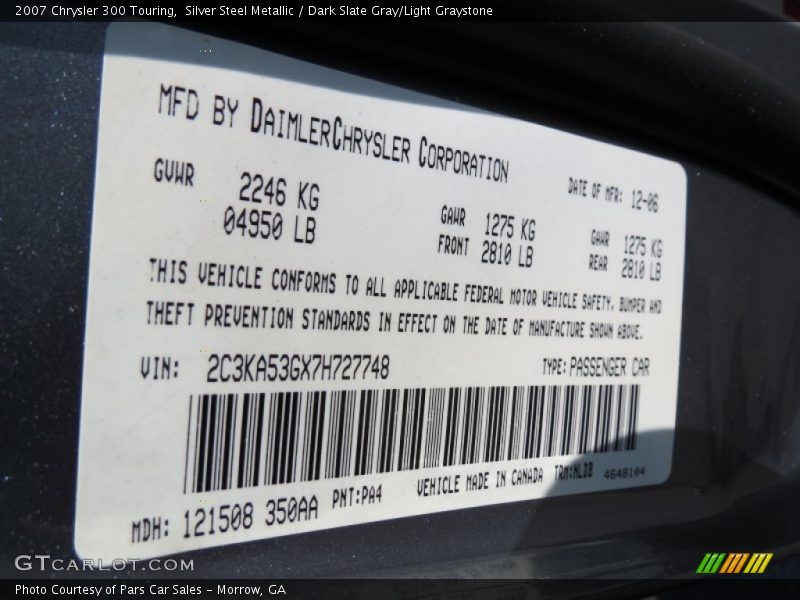 2007 Chrysler 300 Touring,  Silver Steel Metallic / Dark Slate Gray/Light Graystone
MFD BY DAIMLERCHRYSLER CORPORATION
DATE OF MFR: 12-06
GVWR 2246 KG
04950 LB
GAWR 1275 KG
FRONT 2810 LB
GAWR 1275 KG
REAR 2810 LB
THIS VEHICLE CONFORMS TO ALL APPLICABLE FEDERAL MOTOR VEHICLE SAFETY, BUMPER AND
THEFT PREVENTION STANDARDS IN EFFECT ON THE DATE OF MANUFACTURE SHOWN ABOVE.
VIN: 2C3KA53GX7H727748 TYPE: PASSENGER CAR
MDH: 121508 350AA PNT:PA4 VEHICLE MADE IN CANADA TRM:NLDB 4648104
GTCARLOT.COM
Photo Courtesy of Pars Car Sales - Morrow, GA